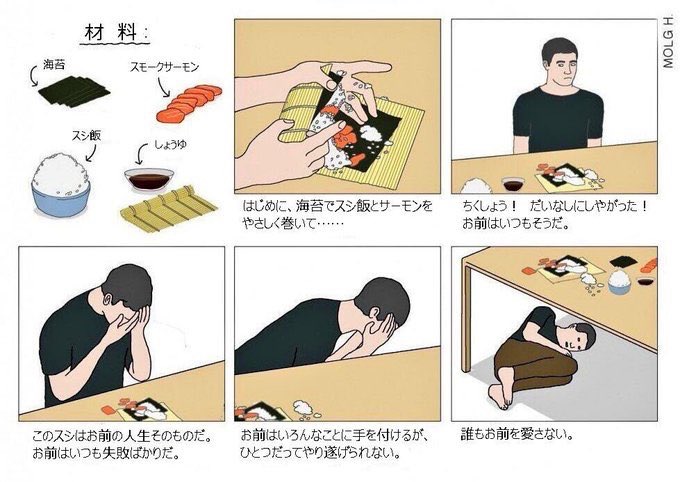 材料:
海苔
スモークサーモン
スシ飯
しょうゆ
MOLG H.
はじめに、海苔でスシ飯とサーモンを
やさしく巻いて……
ちくしょう! だいなしにしやがった!
お前はいつもそうだ。
このスシはお前の人生そのものだ。
お前はいつも失敗ばかりだ。
お前はいろんなことに手を付けるが、
ひとつだってやり遂げられない。
誰もお前を愛さない。